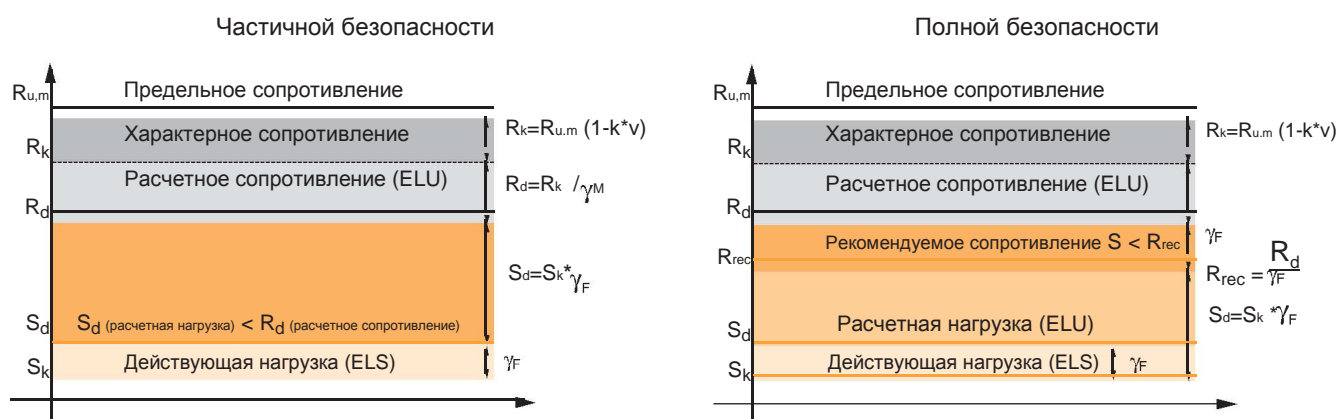 Частичной безопасности
Ru,m
Предельное сопротивление
Характерное сопротивление
Rk=Ru.m (1-k*v)
Rk
Расчетное сопротивление (ELU)
Rd=Rk /γM
Rd
Sd=Sk*γF
Sd
Sd (расчетная нагрузка) < Rd (расчетное сопротивление)
Действующая нагрузка (ELS)
γF
Sk
Полной безопасности
Ru,m
Предельное сопротивление
Характерное сопротивление
Rk=Ru.m (1-k*v)
Rk
Расчетное сопротивление (ELU)
Rd
Рекомендуемое сопротивление S < Rrec
γF
Rrec
Rrec = Rd
γF
Sd=Sk *γF
Расчетная нагрузка (ELU)
Sd
Действующая нагрузка (ELS)
γF
Sk